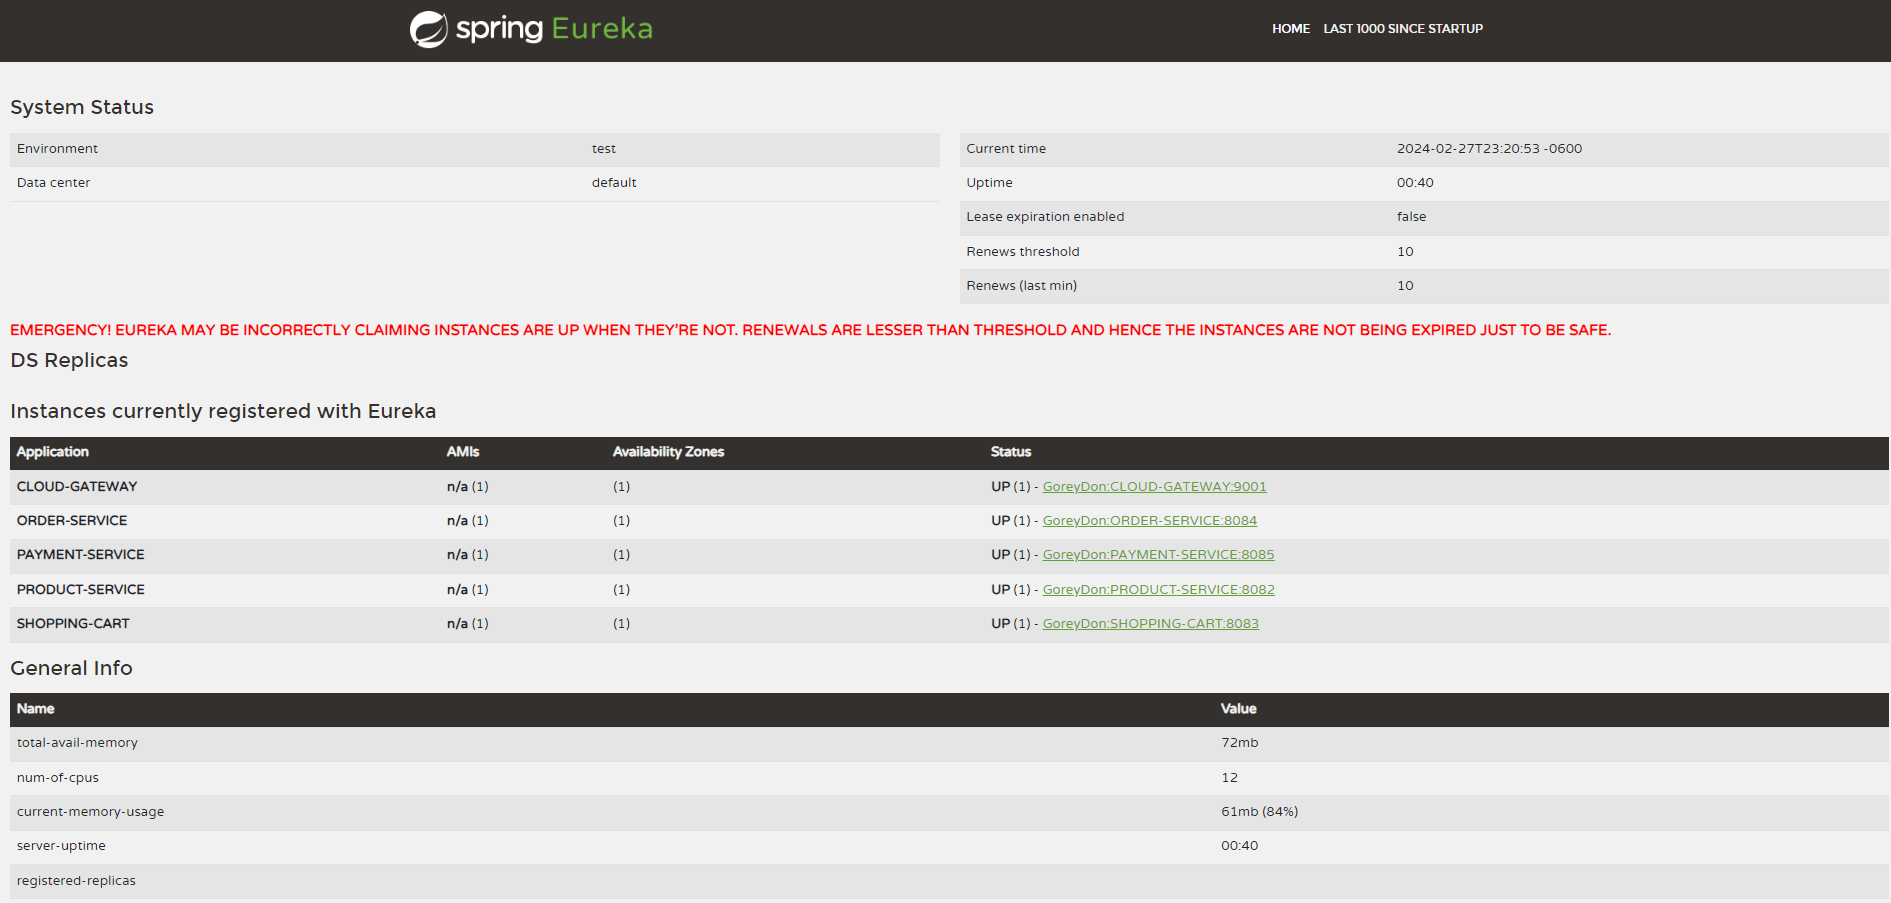 spring Eureka
HOME LAST 1000 SINCE STARTUP
System Status
Environment test
Data center default
Current time 2024-02-27T23:20:53 -0600
Uptime 00:40
Lease expiration enabled false
Renews threshold 10
Renews (last min) 10
EMERGENCY! EUREKA MAY BE INCORRECTLY CLAIMING INSTANCES ARE UP WHEN THEY'RE NOT. RENEWALS ARE LESSER THAN THRESHOLD AND HENCE THE INSTANCES ARE NOT BEING EXPIRED JUST TO BE SAFE.
DS Replicas
Instances currently registered with Eureka
Application AMIs Availability Zones Status
CLOUD-GATEWAY n/a (1) (1) UP (1) - GoreyDon:CLOUD-GATEWAY:9001
ORDER-SERVICE n/a (1) (1) UP (1) - GoreyDon:ORDER-SERVICE:8084
PAYMENT-SERVICE n/a (1) (1) UP (1) - GoreyDon:PAYMENT-SERVICE:8085
PRODUCT-SERVICE n/a (1) (1) UP (1) - GoreyDon:PRODUCT-SERVICE:8082
SHOPPING-CART n/a (1) (1) UP (1) - GoreyDon:SHOPPING-CART:8083
General Info
Name Value
total-avail-memory 72mb
num-of-cpus 12
current-memory-usage 61mb (84%)
server-uptime 00:40
registered-replicas